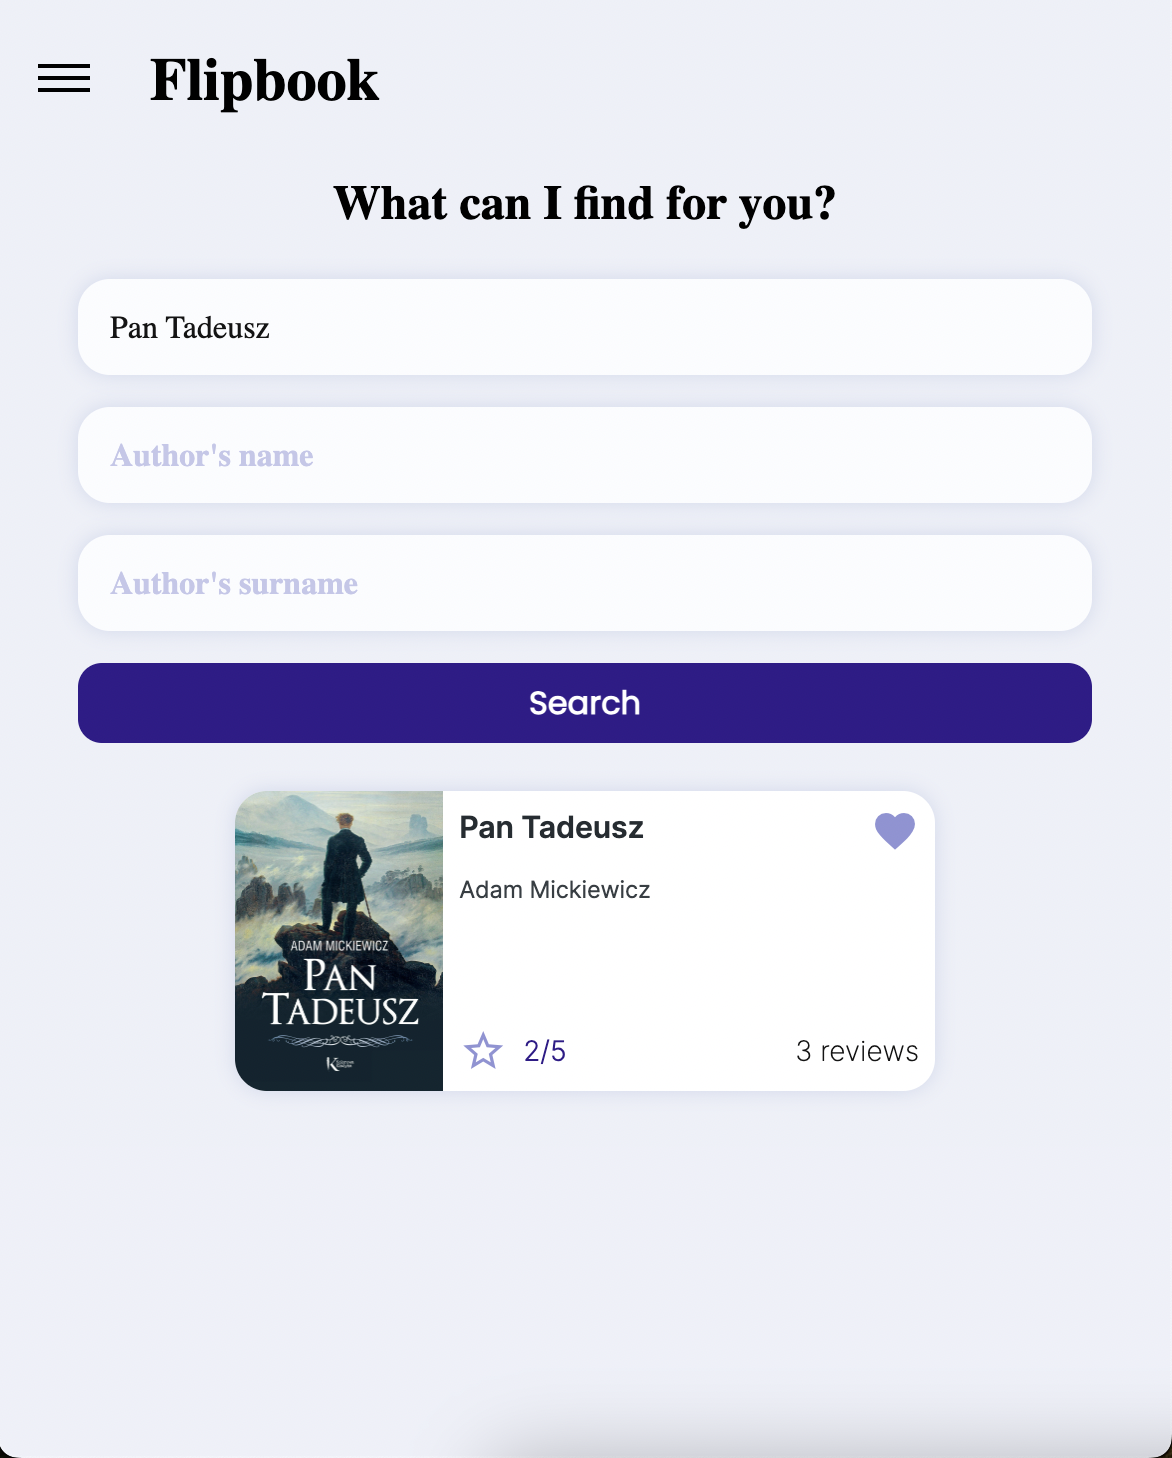 Flipbook
What can I find for you?
Pan Tadeusz
Author's name
Author's surname
Search
Pan Tadeusz
Adam Mickiewicz
ADAM MICKIEWICZ
PAN
TADEUSZ
2/5
3 reviews